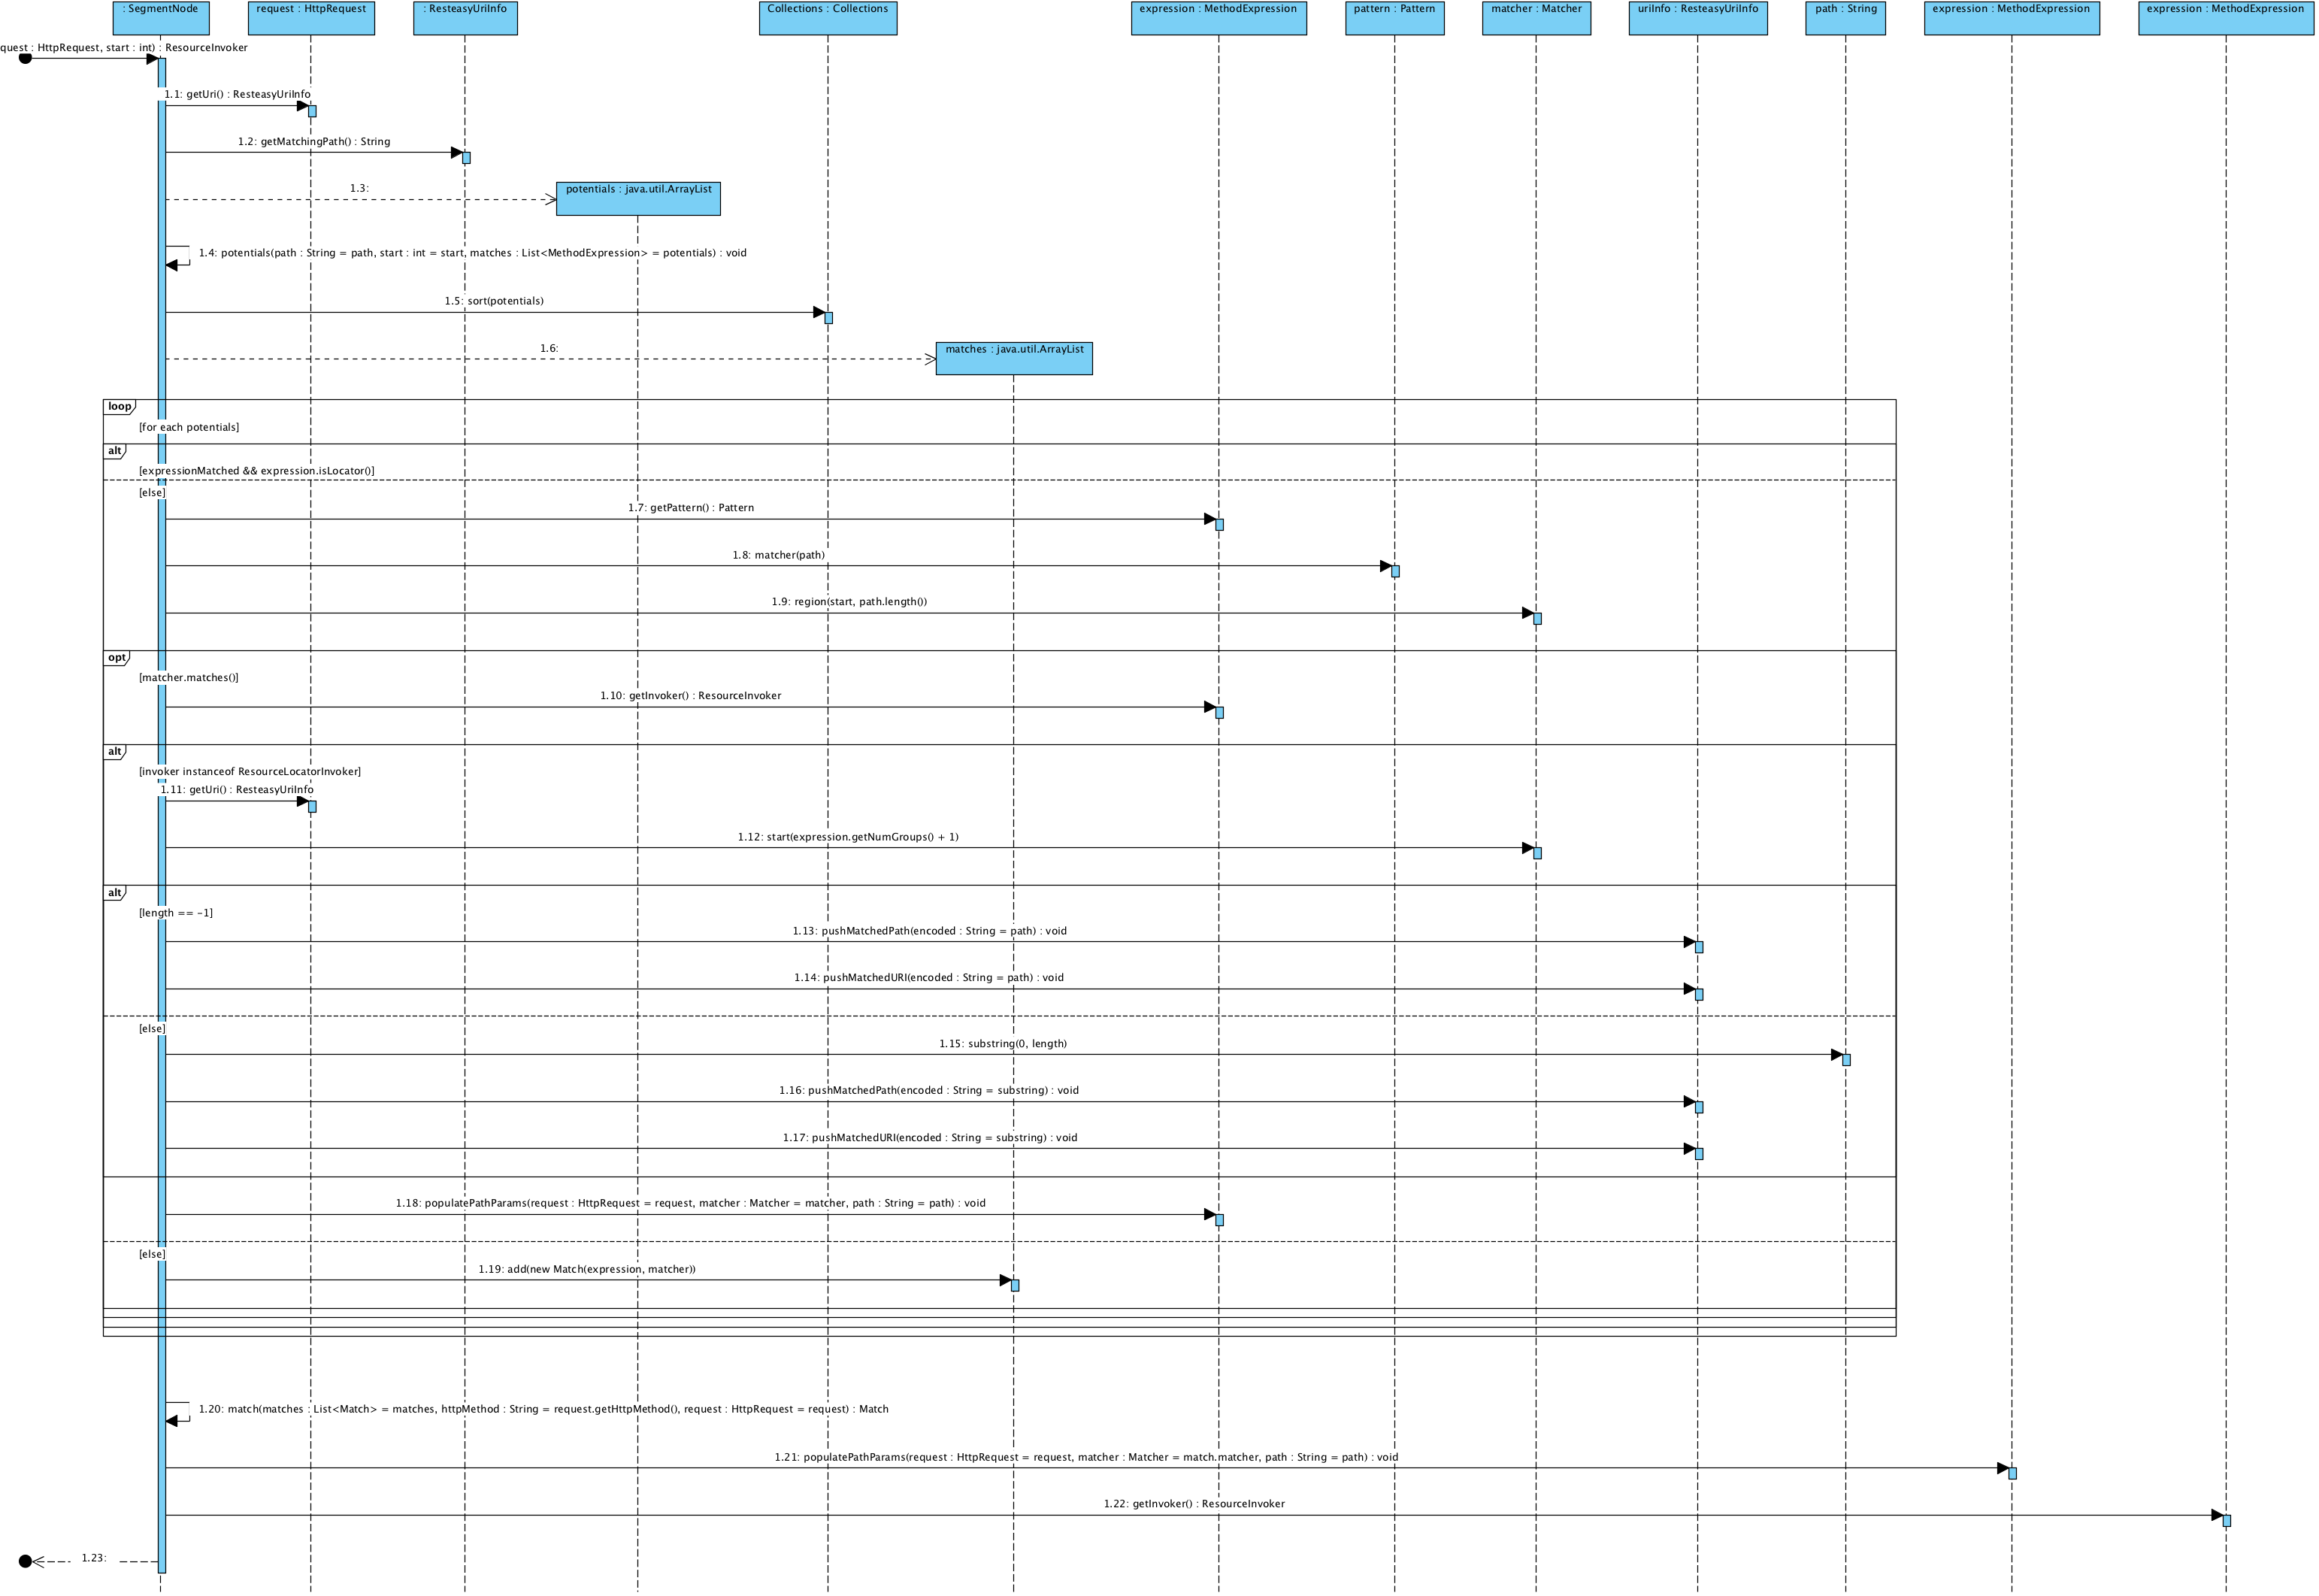 : SegmentNode
request : HttpRequest
: ResteasyUriInfo
Collections : Collections
expression : MethodExpression
pattern : Pattern
matcher : Matcher
uriInfo : ResteasyUriInfo
path : String
expression : MethodExpression
expression : MethodExpression
quest : HttpRequest, start : int) : ResourceInvoker
1.1: getUri() : ResteasyUriInfo
1.2: getMatchingPath() : String
1.3:
potentials : java.util.ArrayList
1.4: potentials(path : String = path, start : int = start, matches : List<MethodExpression> = potentials) : void
1.5: sort(potentials)
1.6:
matches : java.util.ArrayList
loop
[for each potentials]
alt
[expressionMatched && expression.isLocator()]
[else]
1.7: getPattern() : Pattern
1.8: matcher(path)
1.9: region(start, path.length())
opt
[matcher.matches()]
1.10: getInvoker() : ResourceInvoker
alt
[invoker instanceof ResourceLocatorInvoker]
1.11: getUri() : ResteasyUriInfo
1.12: start(expression.getNumGroups() + 1)
alt
[length == -1]
1.13: pushMatchedPath(encoded : String = path) : void
1.14: pushMatchedURI(encoded : String = path) : void
[else]
1.15: substring(0, length)
1.16: pushMatchedPath(encoded : String = substring) : void
1.17: pushMatchedURI(encoded : String = substring) : void
1.18: populatePathParams(request : HttpRequest = request, matcher : Matcher = matcher, path : String = path) : void
[else]
1.19: add(new Match(expression, matcher))
1.20: match(matches : List<Match> = matches, httpMethod : String = request.getHttpMethod(), request : HttpRequest = request) : Match
1.21: populatePathParams(request : HttpRequest = request, matcher : Matcher = match.matcher, path : String = path) : void
1.22: getInvoker() : ResourceInvoker
1.23: